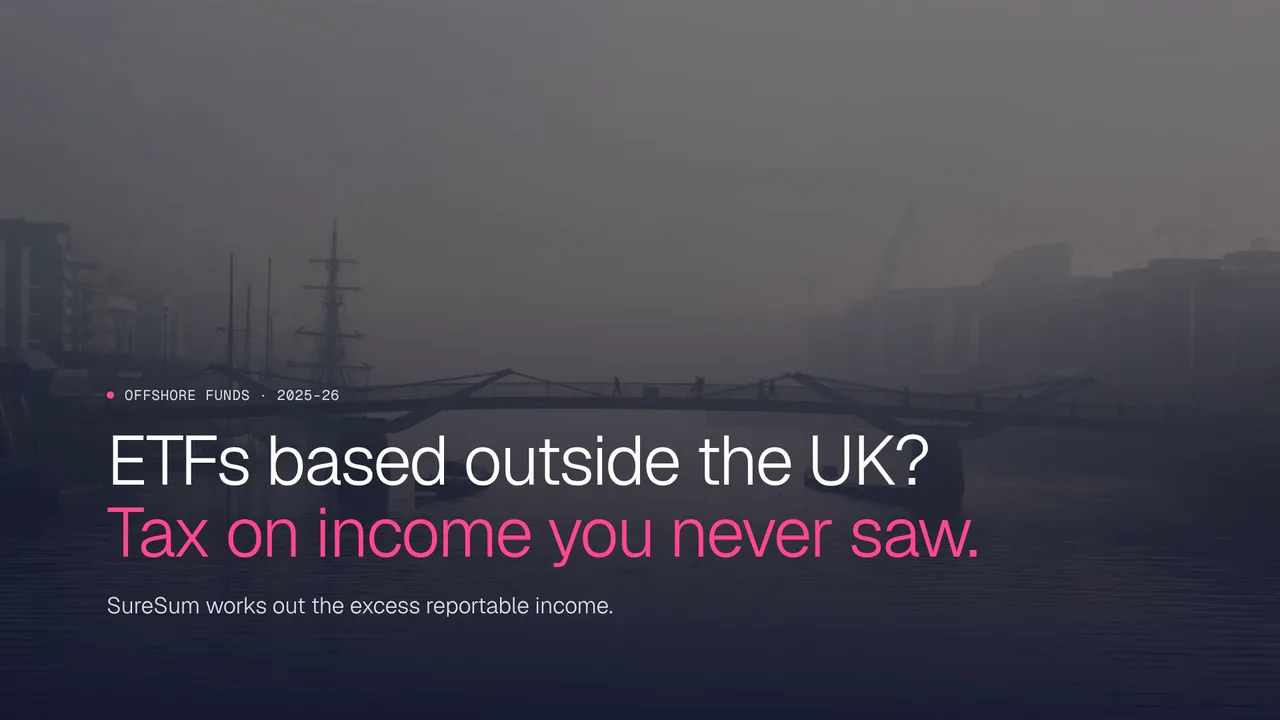 OFFSHORE FUNDS · 2025-26
ETFs based outside the UK?
Tax on income you never saw.
SureSum works out the excess reportable income.